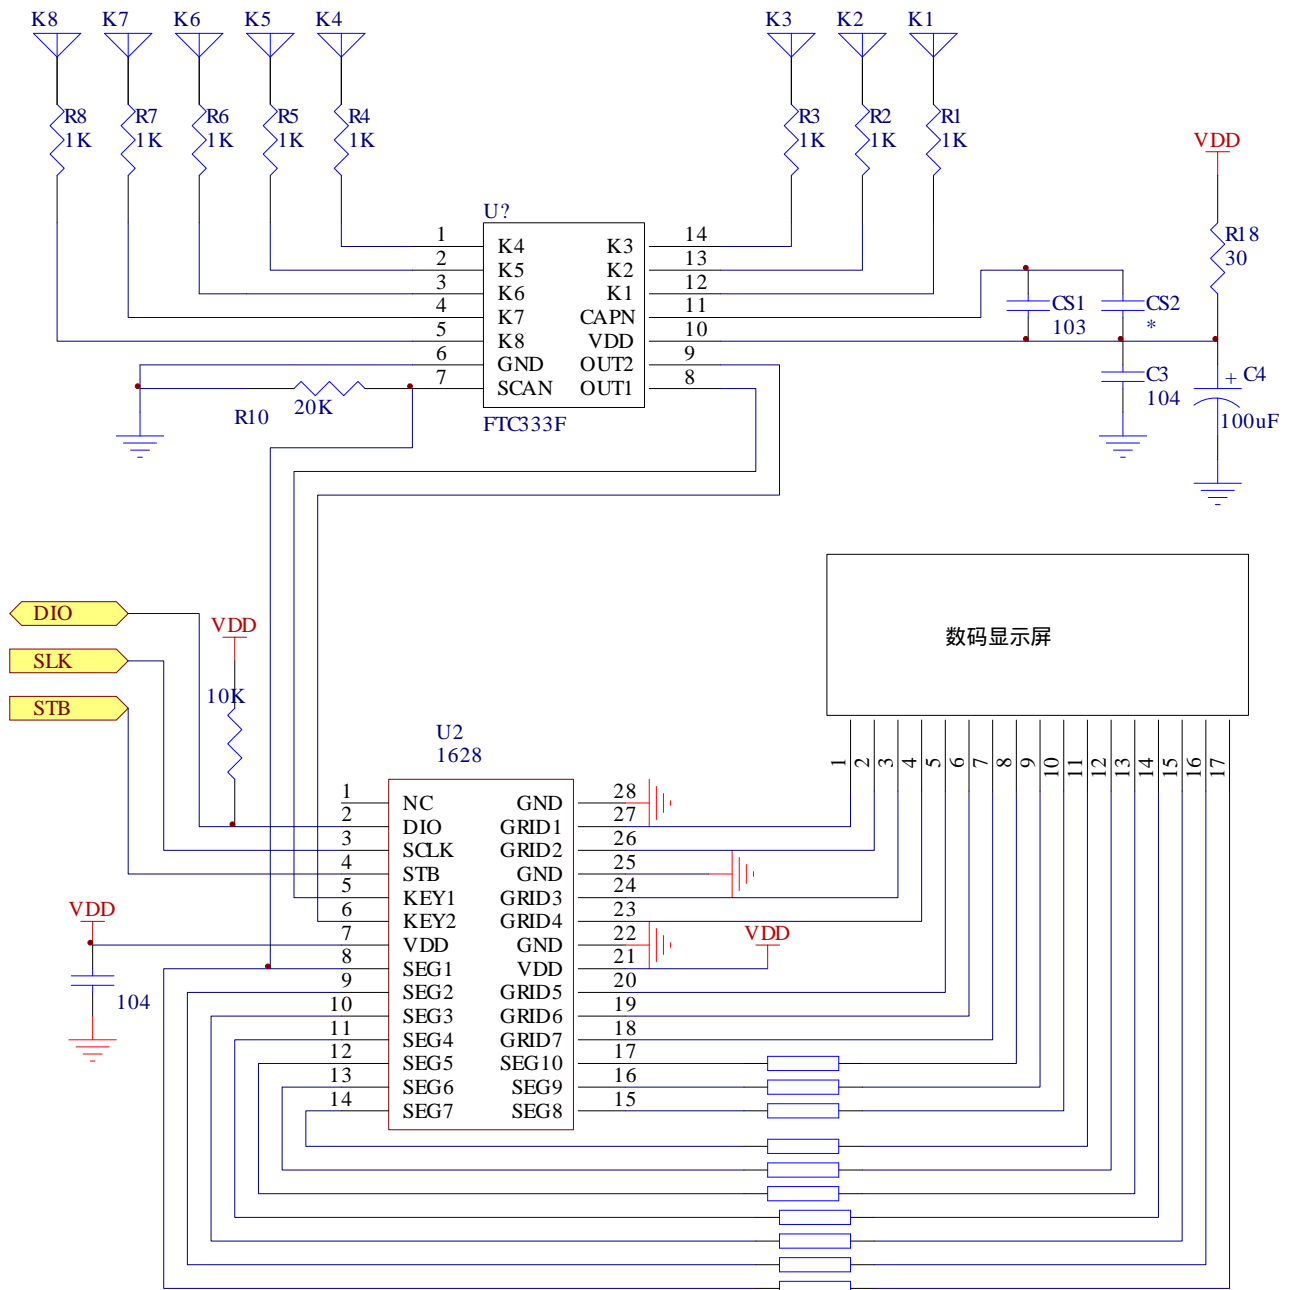 K8 K7 K6 K5 K4 K3 K2 K1
R8 R7 R6 R5 R4 R3 R2 R1
1K 1K 1K 1K 1K 1K 1K 1K
VDD
R18
30
U?
1 K4 K3 14
2 K5 K2 13
3 K6 K1 12
4 K7 CAPN 11
5 K8 VDD 10
6 GND OUT2 9
7 SCAN OUT1 8
FTC333F
CS1
103
CS2
*
C3
104
+ C4
100uF
R10 20K
DIO
SLK
STB
VDD
10K
数码显示屏
1 2 3 4 5 6 7 8 9 10 11 12 13 14 15 16 17
U2
1628
1 NC GND 28
2 DIO GRID1 27
3 SCLK GRID2 26
4 STB GND 25
5 KEY1 GRID3 24
6 KEY2 GRID4 23
7 VDD GND 22
8 SEG1 VDD 21
9 SEG2 GRID5 20
10 SEG3 GRID6 19
11 SEG4 GRID7 18
12 SEG5 SEG10 17
13 SEG6 SEG9 16
14 SEG7 SEG8 15
VDD
VDD
104